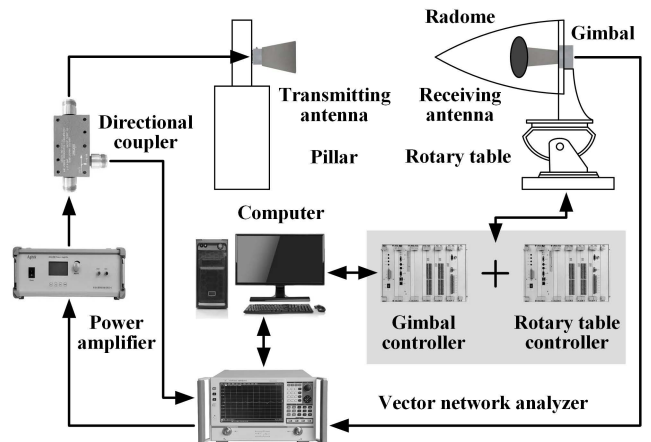 Radome
Gimbal
Transmitting
antenna
Receiving
antenna
Directional
coupler
Pillar
Rotary table
Computer
Power
amplifier
Gimbal
controller
Rotary table
controller
Vector network analyzer